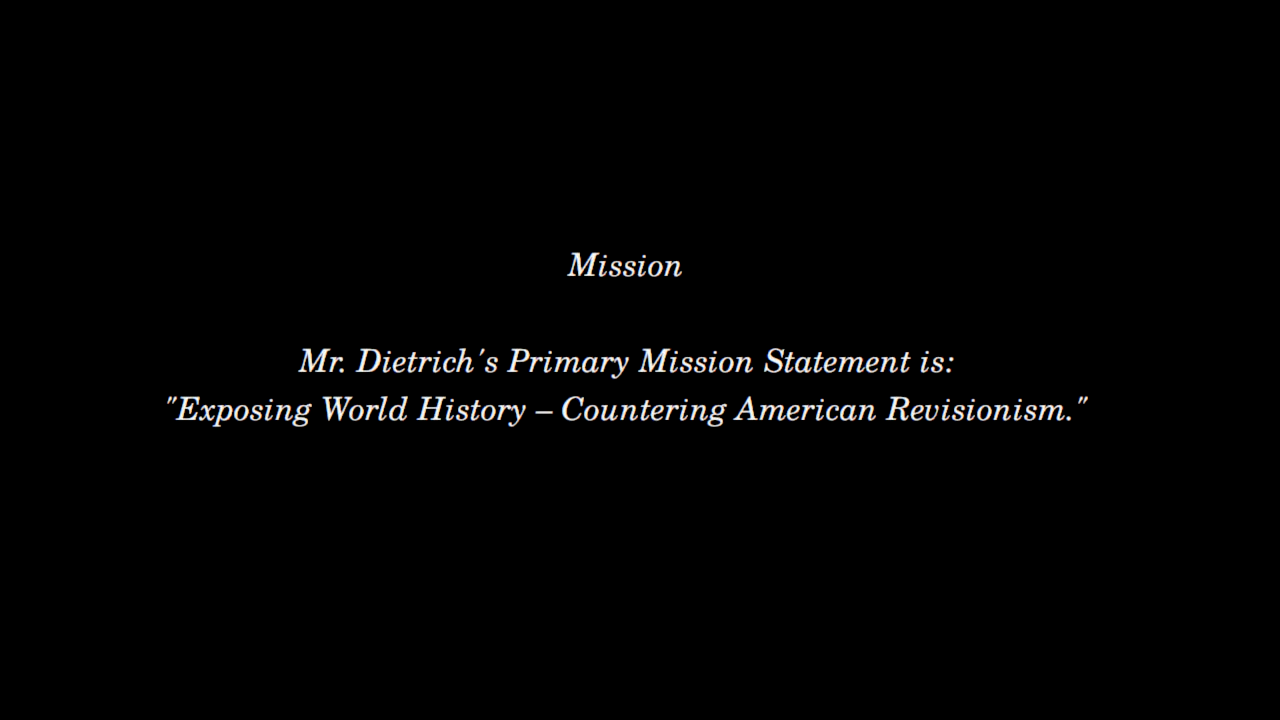 Mission
Mr. Dietrich's Primary Mission Statement is:
"Exposing World History – Countering American Revisionism."